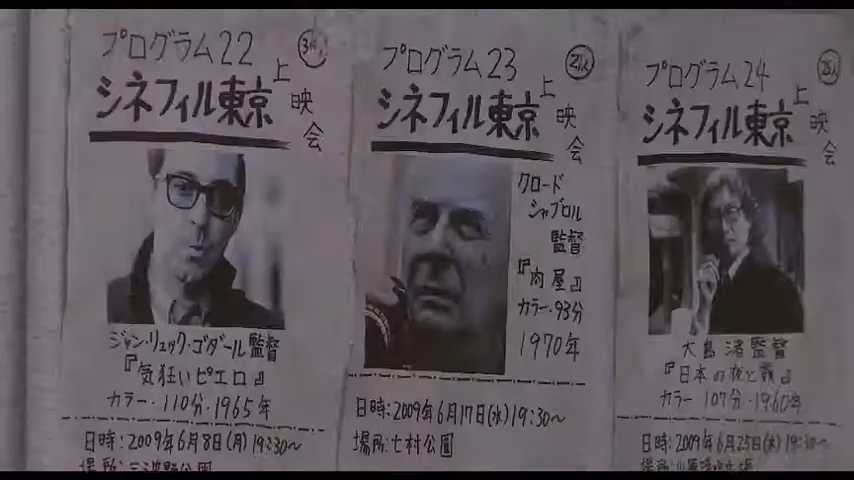 プログラム22
シネフィル東京
上映会
ジャン・リュック・ゴダール監督
『気狂いピエロ』
カラー・110分・1965年
日時:2009年6月8日(月)19:30〜
場所:
プログラム23
シネフィル東京
上映会
クロード
シャブロル
監督
『肉屋』
カラー・93分
1970年
日時:2009年6月17日(水)19:30〜
場所:七村公園
プログラム24
シネフィル東京
上映会
大島渚監督
『日本の夜と霧』
カラー 107分・1960年
日時:2009年6月25日(木)19:30〜
場所: